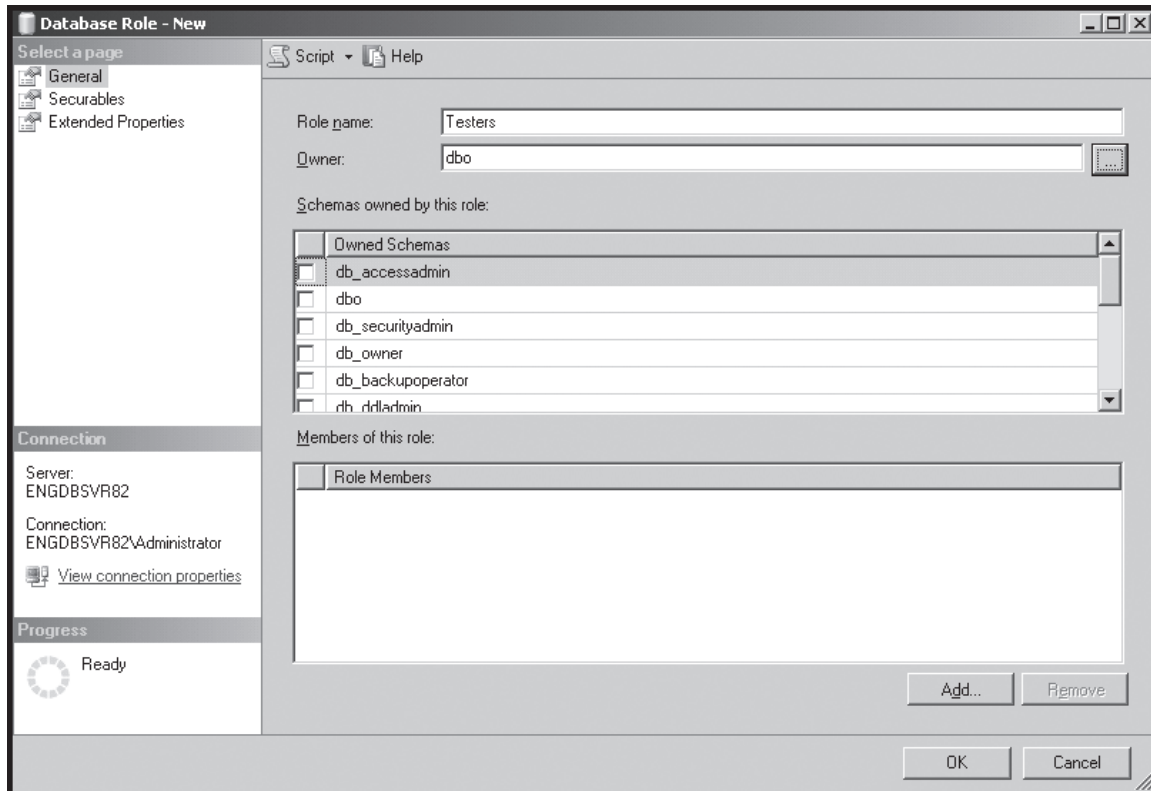 Database Role - New
Select a page
General
Securables
Extended Properties
Script
Help
Role name:
Testers
Owner:
dbo
...
Schemas owned by this role:
Owned Schemas
db_accessadmin
dbo
db_securityadmin
db_owner
db_backupoperator
db_ddladmin
Members of this role:
Role Members
Add...
Remove
Connection
Server:
ENGDBSVR82
Connection:
ENGDBSVR82\Administrator
View connection properties
Progress
Ready
OK
Cancel